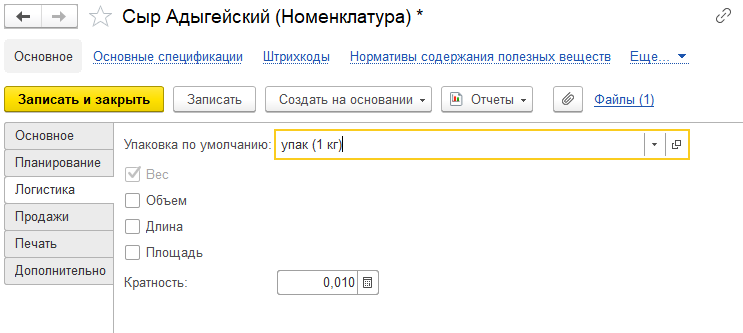 Сыр Адыгейский (Номенклатура) *
Основное Основные спецификации Штрихкоды Нормативы содержания полезных веществ Еще...
Записать и закрыть Записать Создать на основании Отчеты Файлы (1)
Основное
Планирование
Логистика
Продажи
Печать
Дополнительно
Упаковка по умолчанию: упак (1 кг)
Вес
Объем
Длина
Площадь
Кратность: 0,010